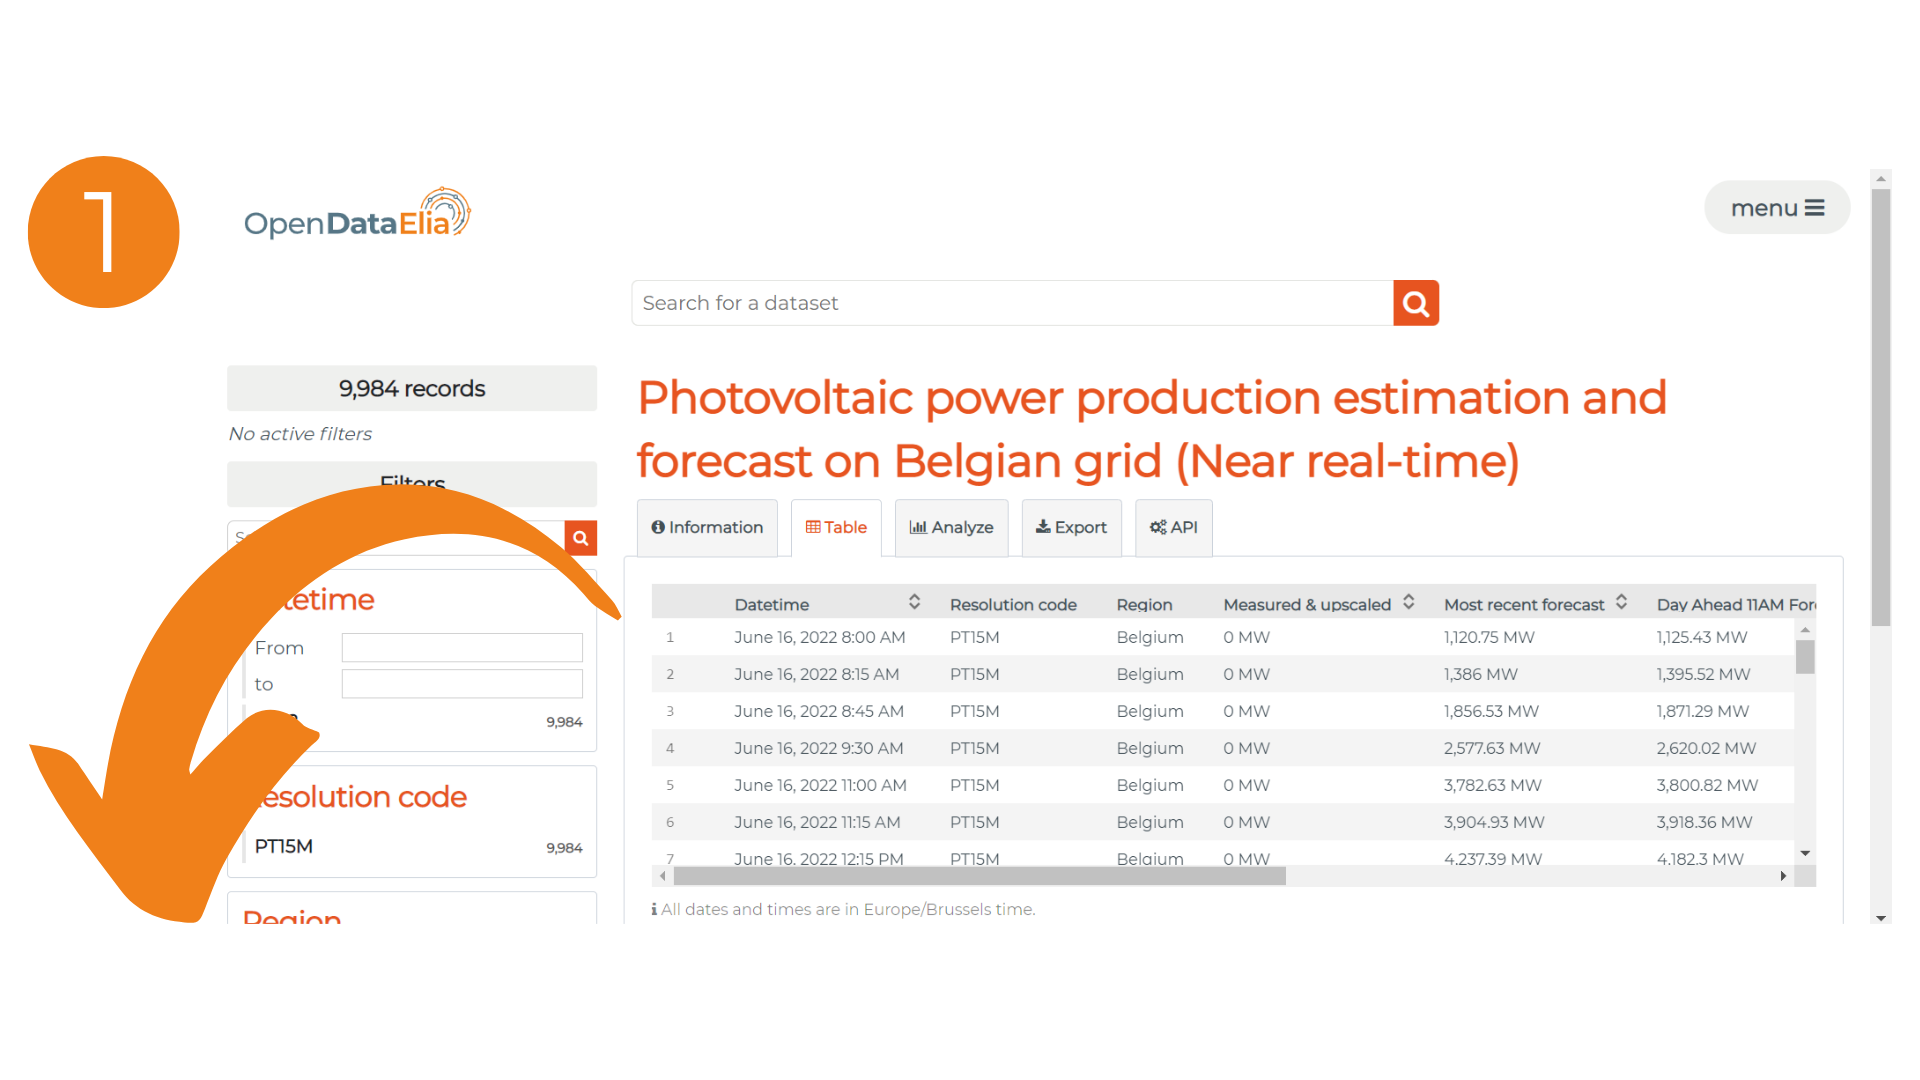 1
OpenDataElia
menu
Search for a dataset
9,984 records
No active filters
Filters
Photovoltaic power production estimation and
forecast on Belgian grid (Near real-time)
Information Table Analyze Export API
From
to
9,984
PT15M 9,984
Region
Datetime Resolution code Region Measured & upscaled Most recent forecast Day Ahead 11AM For
1 June 16, 2022 8:00 AM PT15M Belgium 0 MW 1,120.75 MW 1,125.43 MW
2 June 16, 2022 8:15 AM PT15M Belgium 0 MW 1,386 MW 1,395.52 MW
3 June 16, 2022 8:45 AM PT15M Belgium 0 MW 1,856.53 MW 1,871.29 MW
4 June 16, 2022 9:30 AM PT15M Belgium 0 MW 2,577.63 MW 2,620.02 MW
5 June 16, 2022 11:00 AM PT15M Belgium 0 MW 3,782.63 MW 3,800.82 MW
6 June 16, 2022 11:15 AM PT15M Belgium 0 MW 3,904.93 MW 3,918.36 MW
7 June 16, 2022 12:15 PM PT15M Belgium 0 MW 4,237.39 MW 4,182.3 MW
All dates and times are in Europe/Brussels time.
etime
esolution code